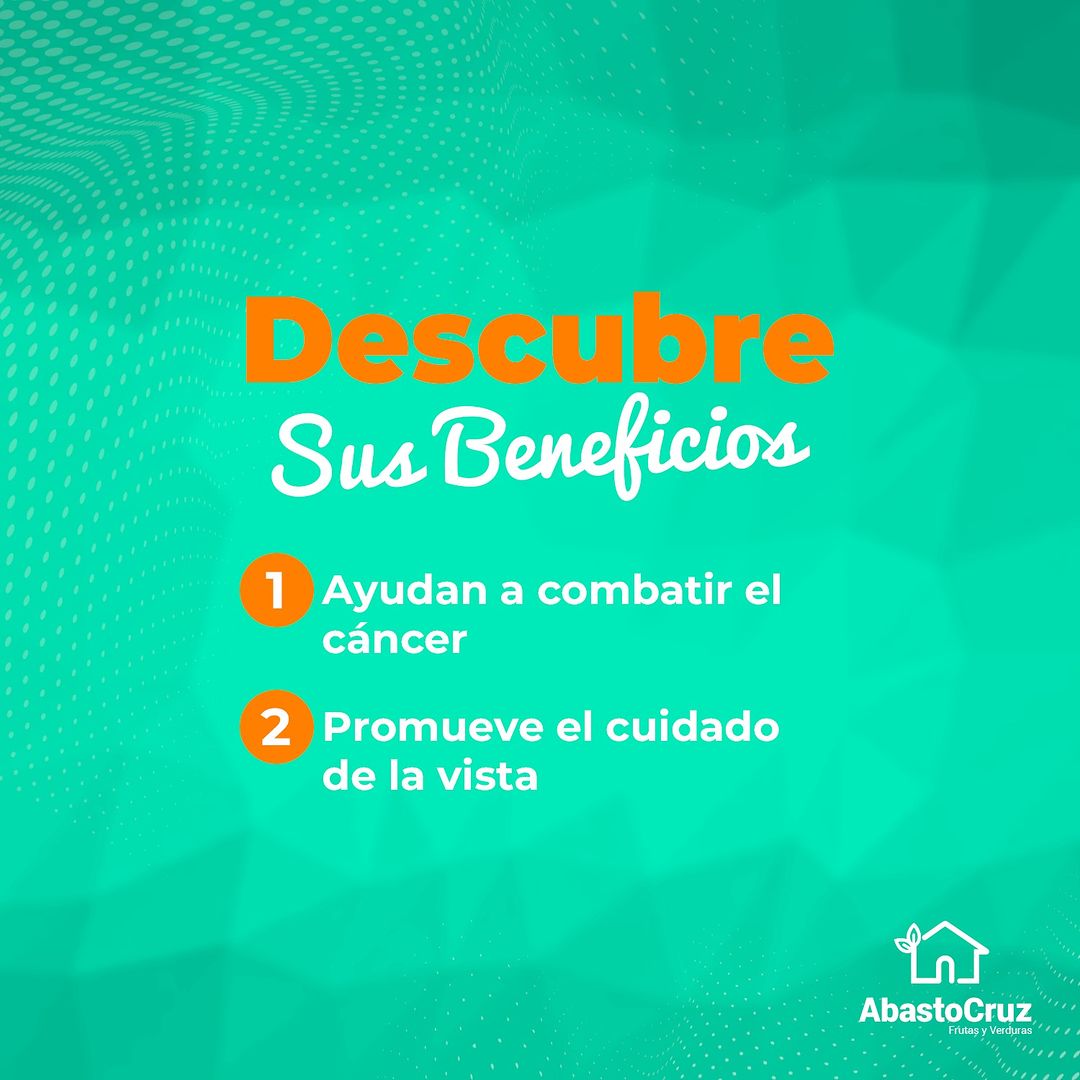 Descubre
Sus Beneficios
1 Ayudan a combatir el
cáncer
2 Promueve el cuidado
de la vista
AbastoCruz
Frutas y Verduras